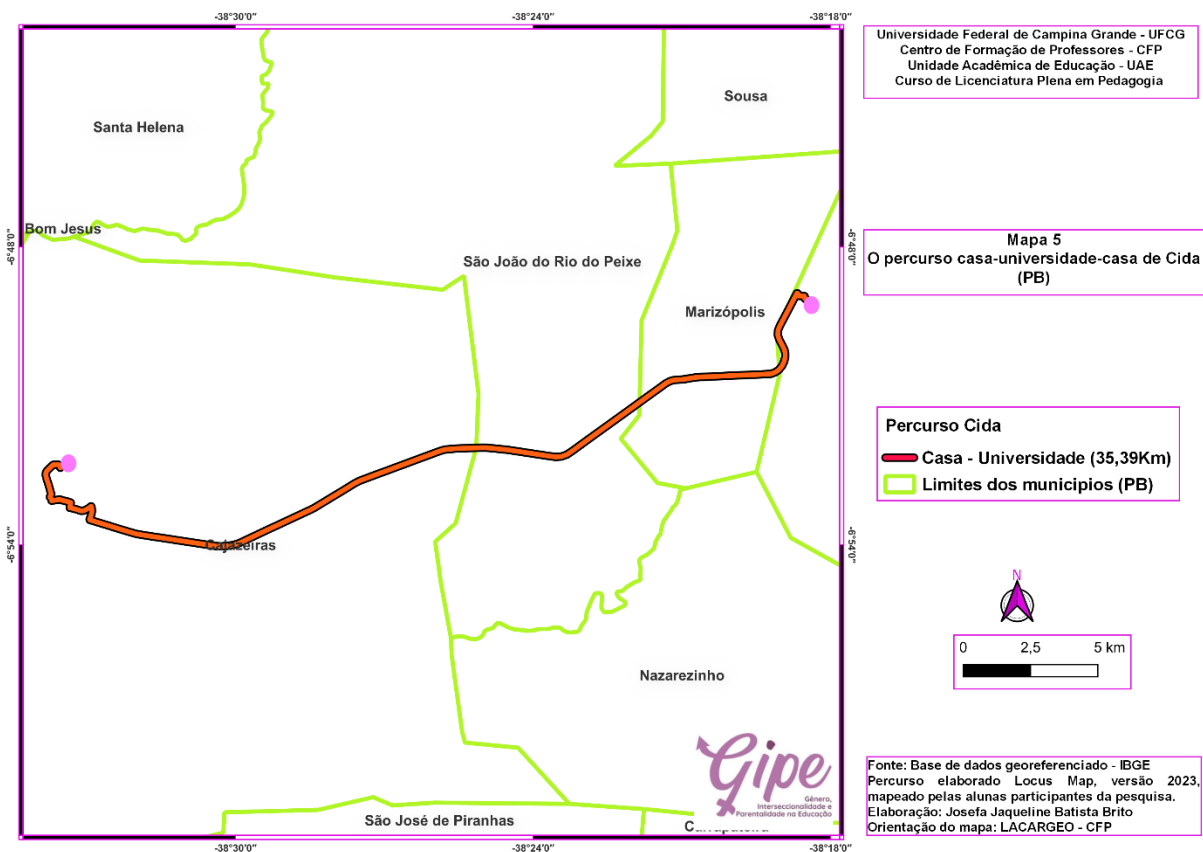 -38°30'0"
-38°24'0"
-38°18'0"
Universidade Federal de Campina Grande - UFCG
Centro de Formação de Professores - CFP
Unidade Acadêmica de Educação - UAE
Curso de Licenciatura Plena em Pedagogia
Sousa
Santa Helena
Bom Jesus
-6°48'0"
-6°48'0"
São João do Rio do Peixe
Mapa 5
O percurso casa-universidade-casa de Cida
(PB)
Marizópolis
Percurso Cida
Casa - Universidade (35,39Km)
Limites dos municipios (PB)
-6°54'0"
-6°54'0"
Cajazeiras
N
0 2,5 5 km
Nazarezinho
Gipe
Gênero,
Interseccionalidade e
Parentalidade na Educação
São José de Piranhas
Fonte: Base de dados georeferenciado - IBGE
Percurso elaborado Locus Map, versão 2023,
mapeado pelas alunas participantes da pesquisa.
Elaboração: Josefa Jaqueline Batista Brito
Orientação do mapa: LACARGEO - CFP
-38°30'0"
-38°24'0"
-38°18'0"